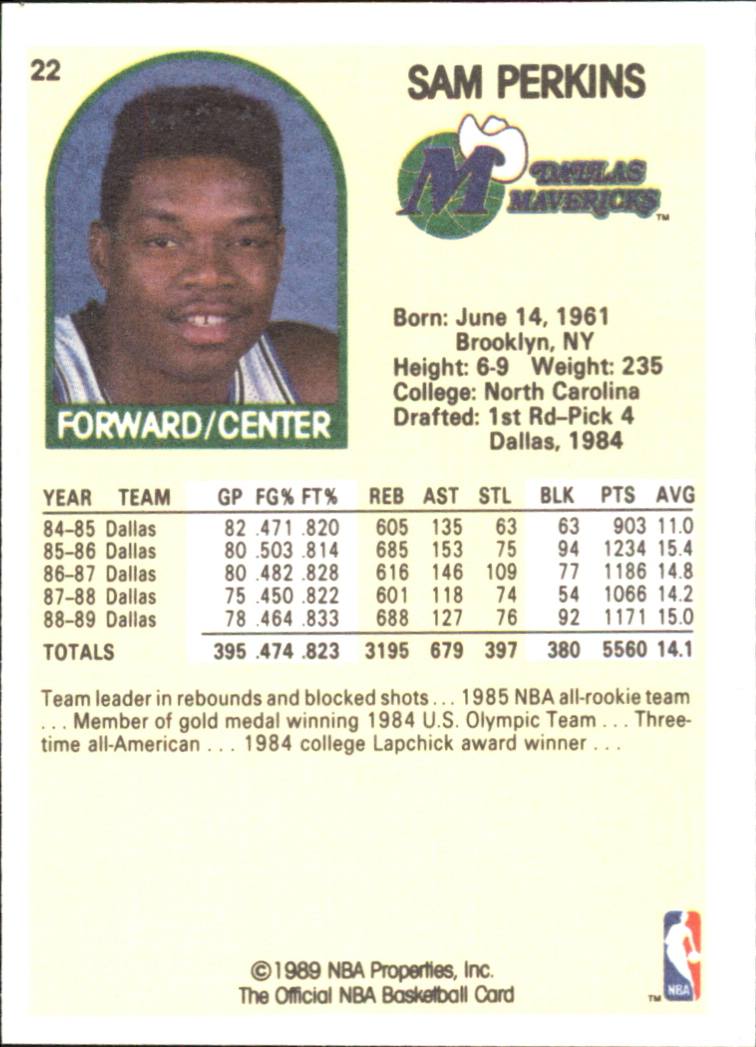 22
SAM PERKINS
M
DALLAS
MAVERICKS™
Born: June 14, 1961
Brooklyn, NY
Height: 6-9 Weight: 235
College: North Carolina
Drafted: 1st Rd–Pick 4
Dallas, 1984
FORWARD/CENTER
YEAR TEAM GP FG% FT% REB AST STL BLK PTS AVG
84–85 Dallas 82 .471 .820 605 135 63 63 903 11.0
85–86 Dallas 80 .503 .814 685 153 75 94 1234 15.4
86–87 Dallas 80 .482 .828 616 146 109 77 1186 14.8
87–88 Dallas 75 .450 .822 601 118 74 54 1066 14.2
88–89 Dallas 78 .464 .833 688 127 76 92 1171 15.0
TOTALS 395 .474 .823 3195 679 397 380 5560 14.1
Team leader in rebounds and blocked shots . . . 1985 NBA all-rookie team
. . . Member of gold medal winning 1984 U.S. Olympic Team . . . Three-
time all-American . . . 1984 college Lapchick award winner . . .
©1989 NBA Properties, Inc.
The Official NBA Basketball Card
™ NBA